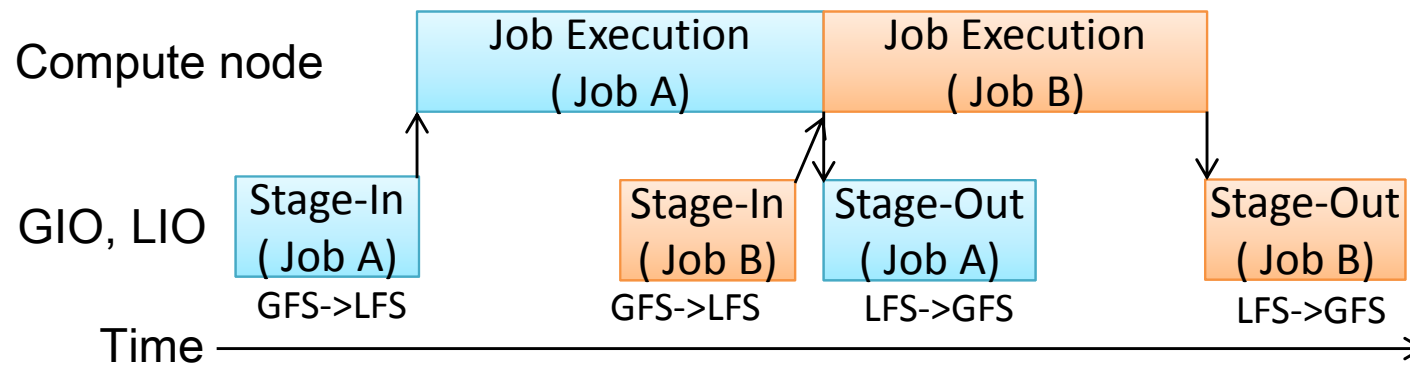 Compute node
Job Execution
( Job A)
Job Execution
( Job B)
GIO, LIO
Stage-In
( Job A)
GFS->LFS
Stage-In
( Job B)
GFS->LFS
Stage-Out
( Job A)
LFS->GFS
Stage-Out
( Job B)
LFS->GFS
Time